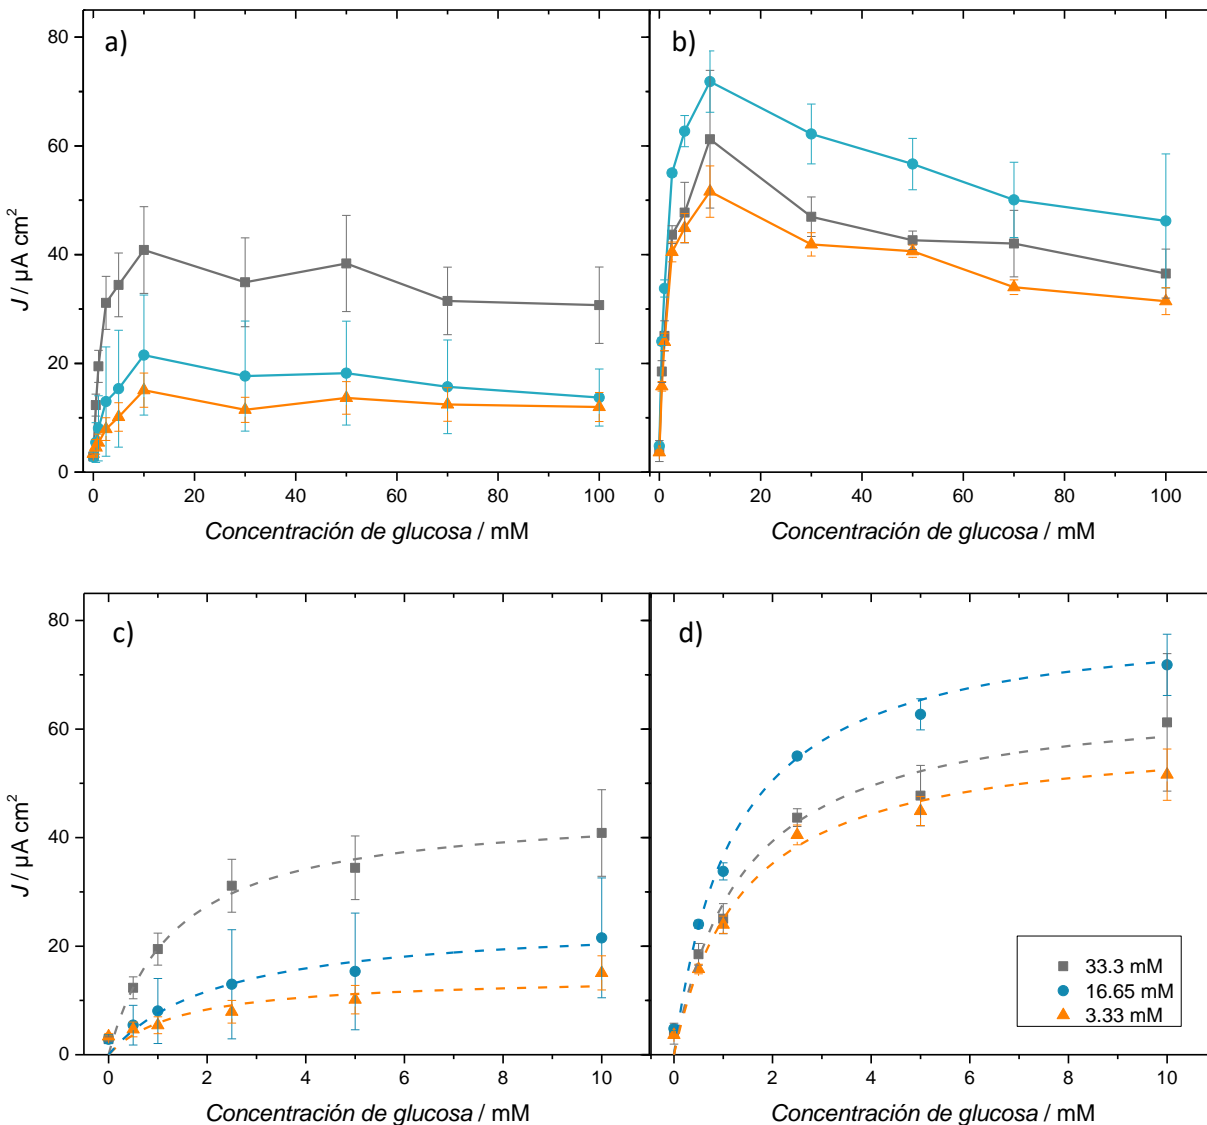 a)
b)
80
60
40
20
0
J / µA cm2
0 20 40 60 80 100
0 20 40 60 80 100
Concentración de glucosa / mM
Concentración de glucosa / mM
c)
d)
80
60
40
20
0
J / µA cm2
33.3 mM
16.65 mM
3.33 mM
0 2 4 6 8 10
0 2 4 6 8 10
Concentración de glucosa / mM
Concentración de glucosa / mM